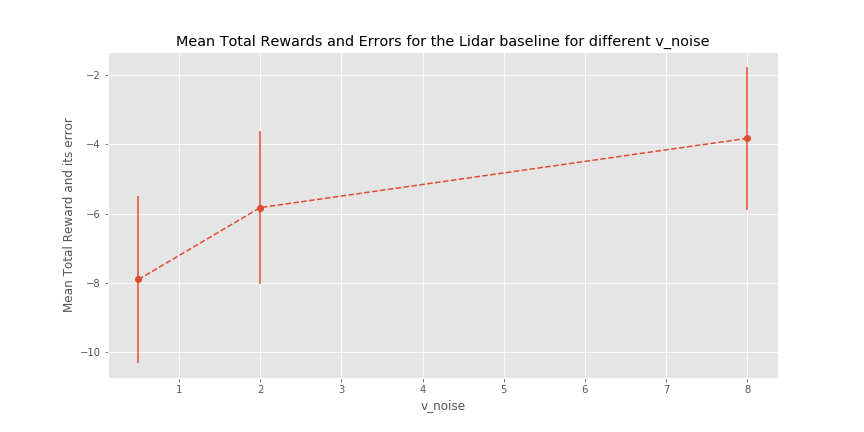 Mean Total Rewards and Errors for the Lidar baseline for different v_noise
Mean Total Reward and its error
−2
−4
−6
−8
−10
1 2 3 4 5 6 7 8
v_noise